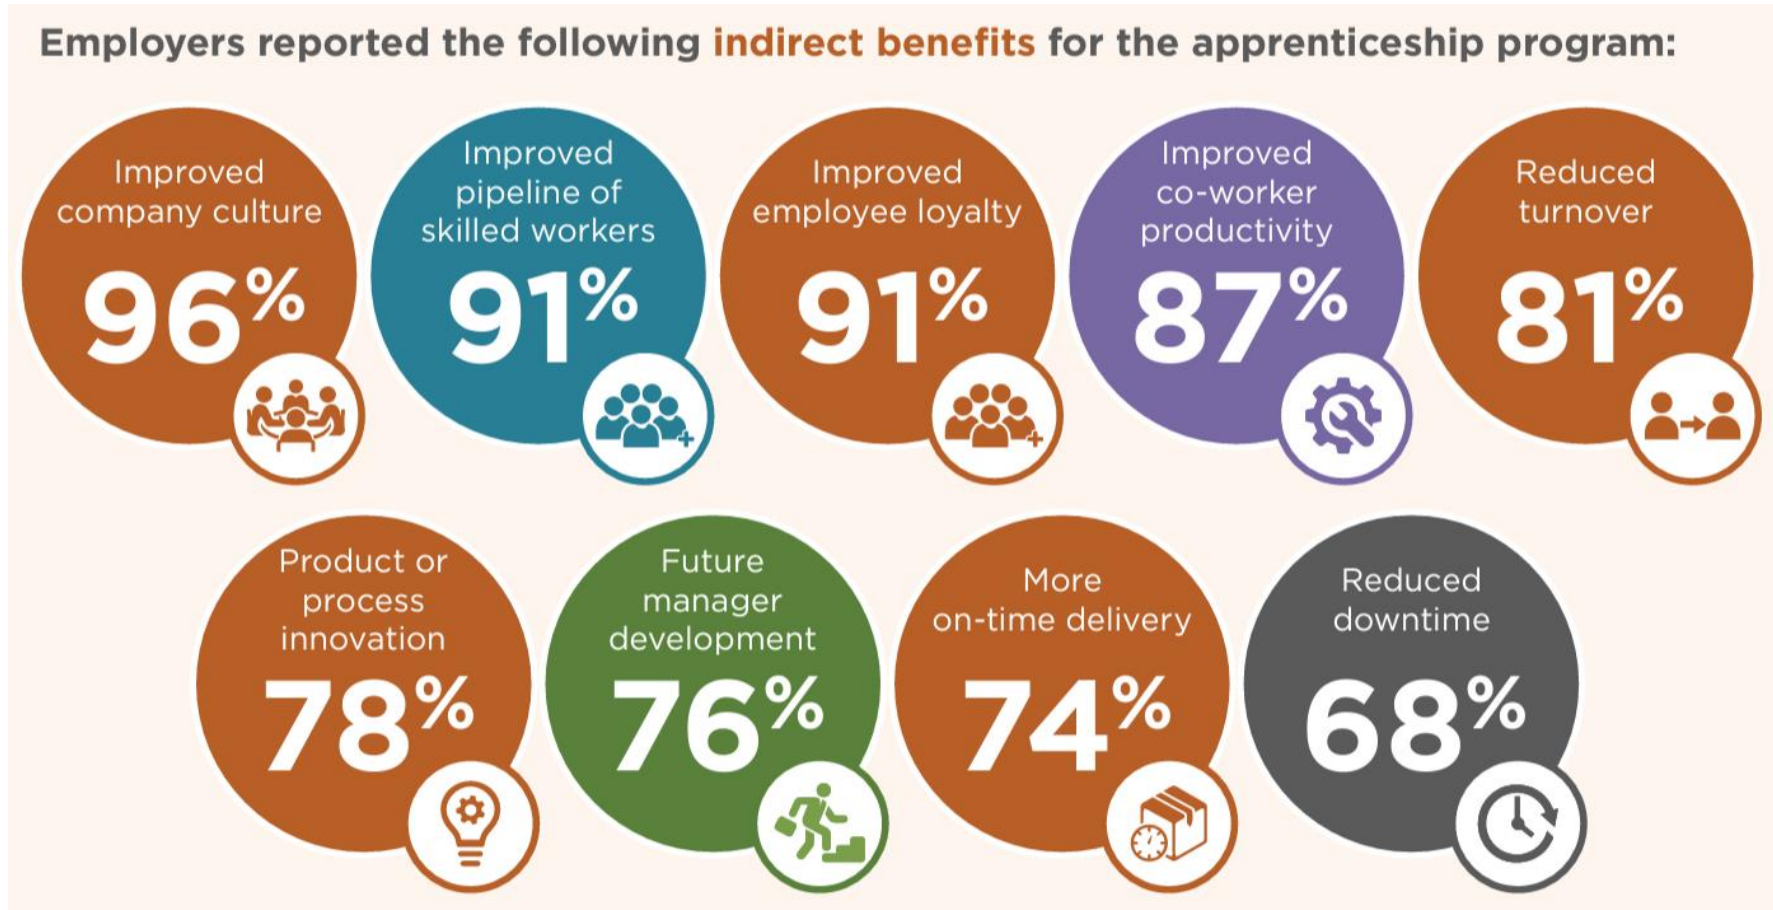 Employers reported the following indirect benefits for the apprenticeship program:
Improved
company culture
96%
Improved
pipeline of
skilled workers
91%
Improved
employee loyalty
91%
Improved
co-worker
productivity
87%
Reduced
turnover
81%
Product or
process
innovation
78%
Future
manager
development
76%
More
on-time delivery
74%
Reduced
downtime
68%